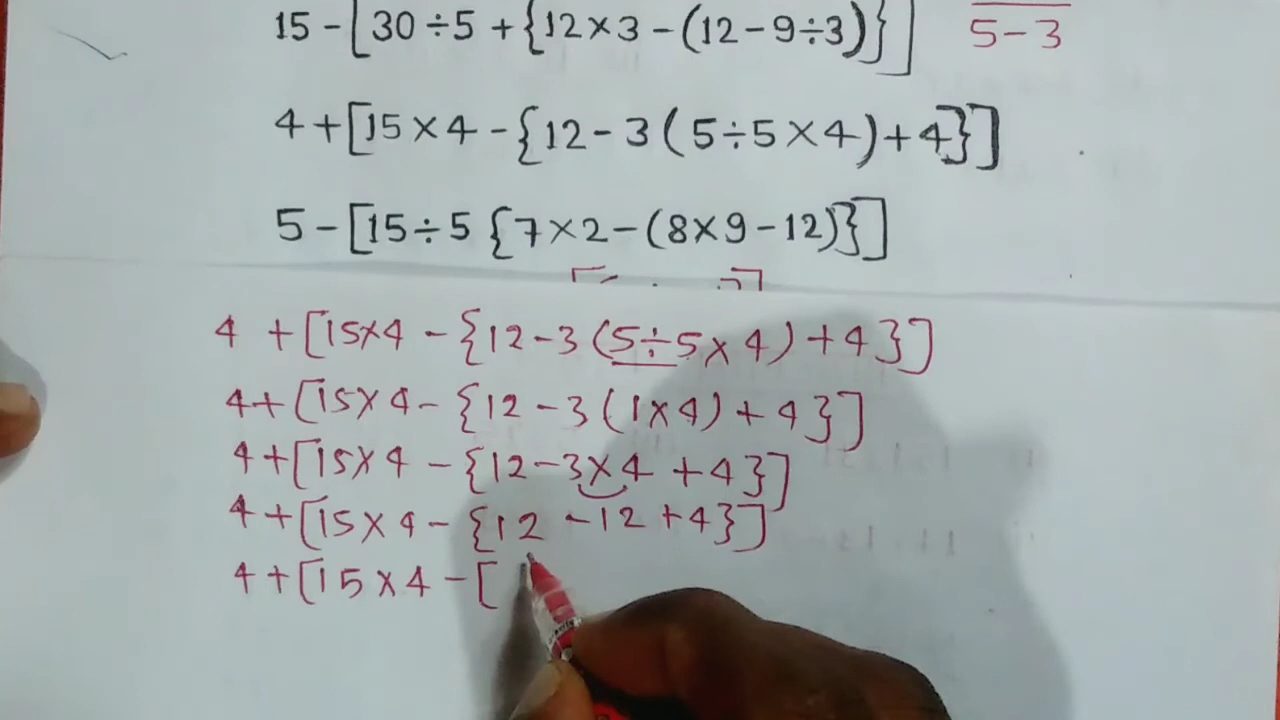 15 - [30 ÷ 5 + {12 × 3 - (12 - 9 ÷ 3)}]
5 - 3
4 + [15 × 4 - {12 - 3 (5 ÷ 5 × 4) + 4}]
5 - [15 ÷ 5 {7 × 2 - (8 × 9 - 12)}]
4 + [15 × 4 - {12 - 3 (5 ÷ 5 × 4) + 4}]
4 + [15 × 4 - {12 - 3 (1 × 4) + 4}]
4 + [15 × 4 - {12 - 3 × 4 + 4}]
4 + [15 × 4 - {12 - 12 + 4}]
4 + [15 × 4 - [